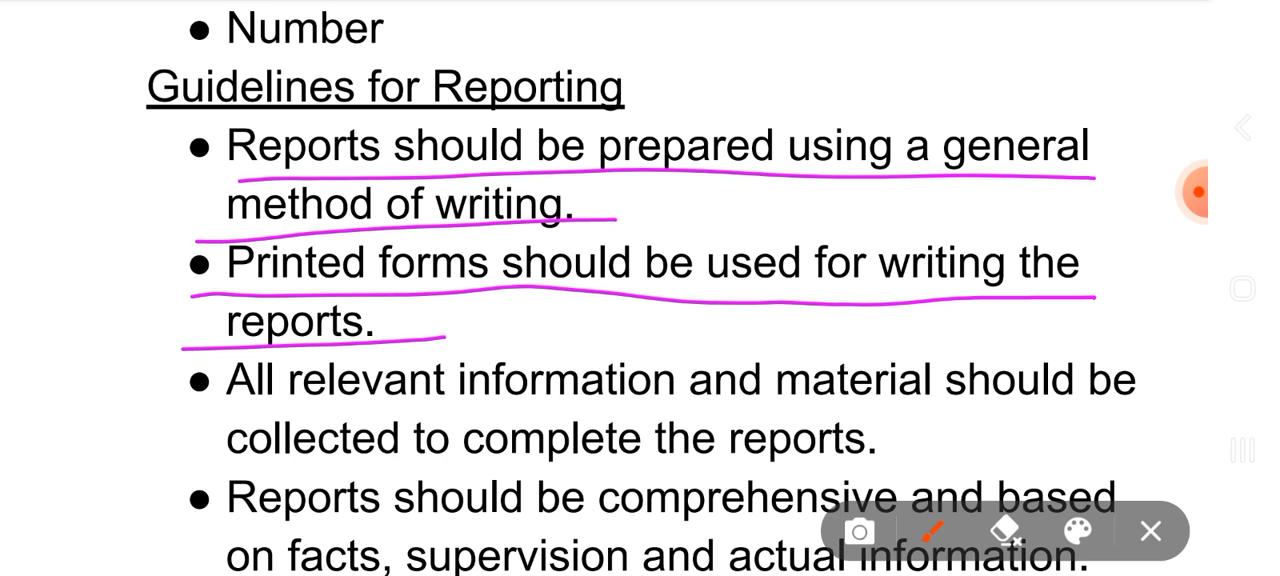 ● Number
Guidelines for Reporting
● Reports should be prepared using a general
method of writing.
● Printed forms should be used for writing the
reports.
● All relevant information and material should be
collected to complete the reports.
● Reports should be comprehensive and based
on facts, supervision and actual information.